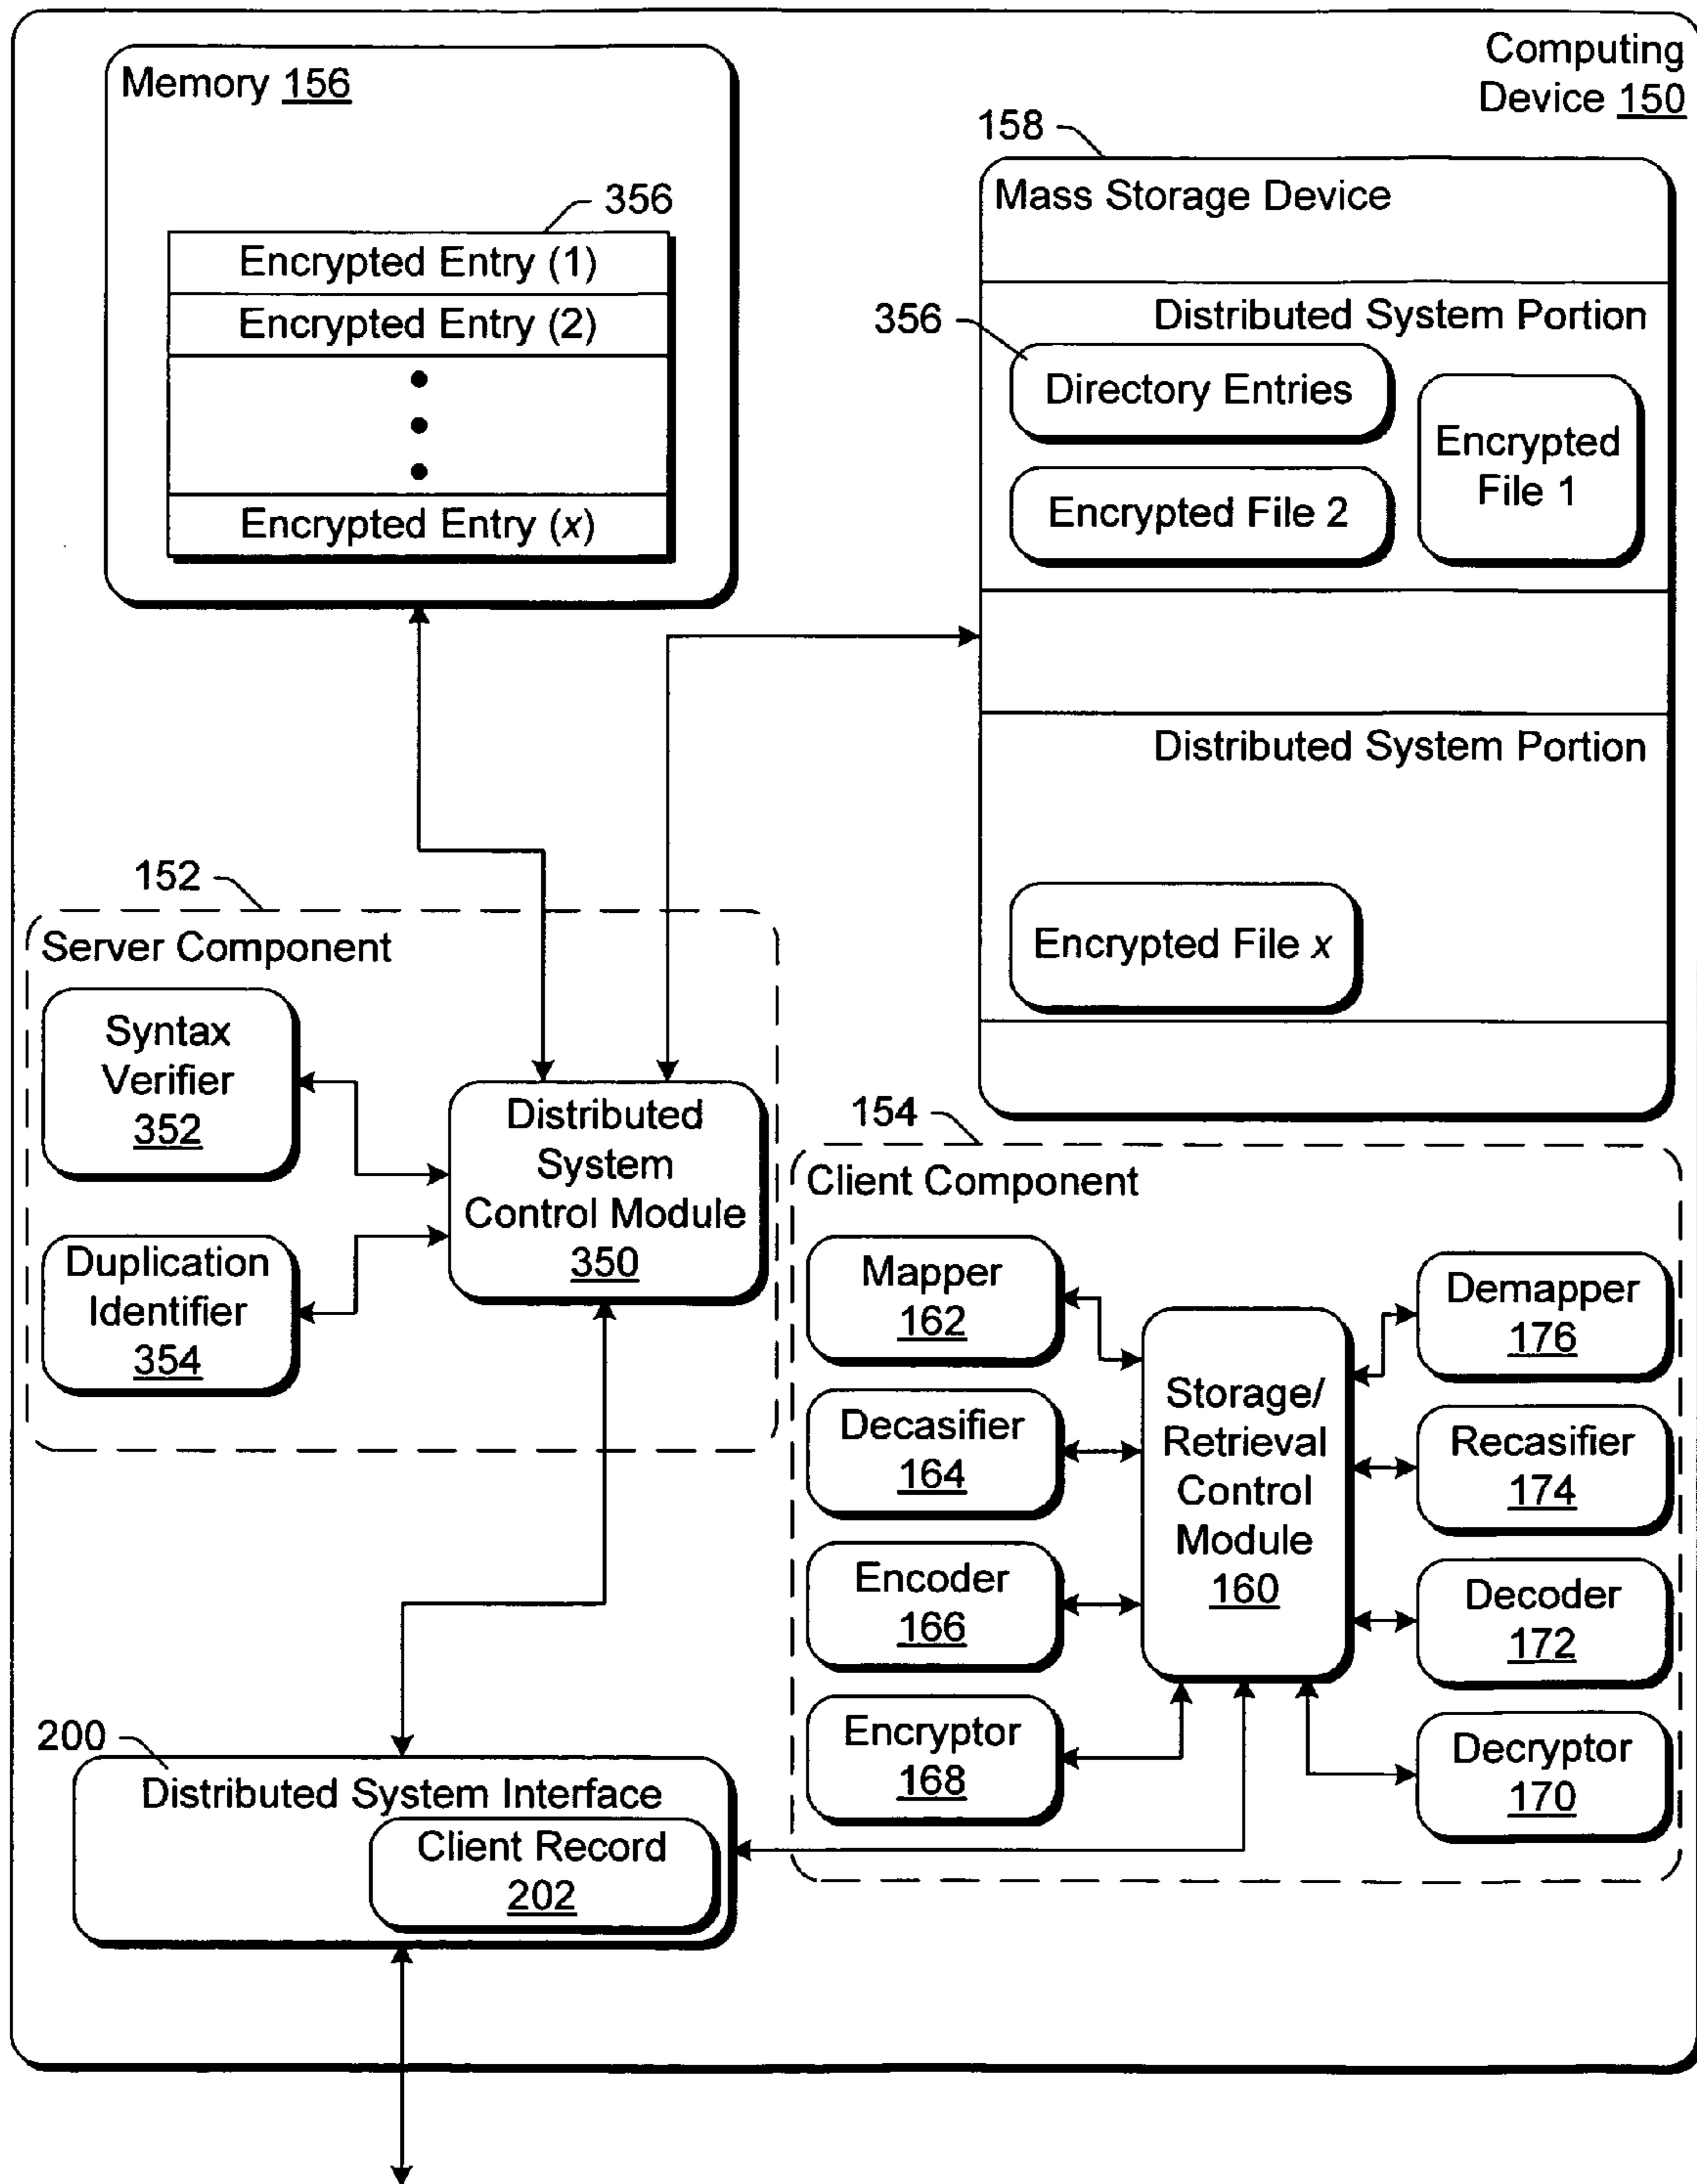 Computing
Device 150
Memory 156
356
Encrypted Entry (1)
Encrypted Entry (2)
Encrypted Entry (x)
158
Mass Storage Device
Distributed System Portion
356
Directory Entries
Encrypted
File 1
Encrypted File 2
Distributed System Portion
Encrypted File x
152
Server Component
Syntax
Verifier
352
Duplication
Identifier
354
Distributed
System
Control Module
350
154
Client Component
Mapper
162
Decasifier
164
Encoder
166
Encryptor
168
Storage/
Retrieval
Control
Module
160
Demapper
176
Recasifier
174
Decoder
172
Decryptor
170
200
Distributed System Interface
Client Record
202